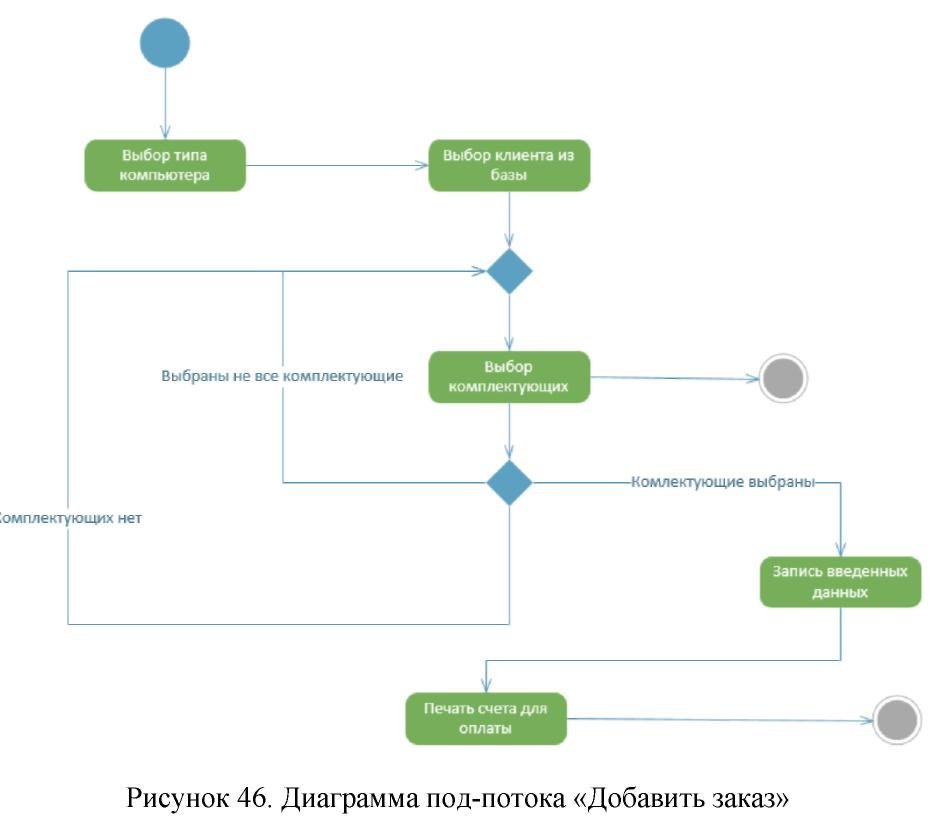 Выбор типа
компьютера
Выбор клиента из
базы
Выбраны не все комплектующие
Выбор
комплектующих
Комлектующие выбраны
омплектующих нет
Запись введенных
данных
Печать счета для
оплаты
Рисунок 46. Диаграмма под-потока «Добавить заказ»